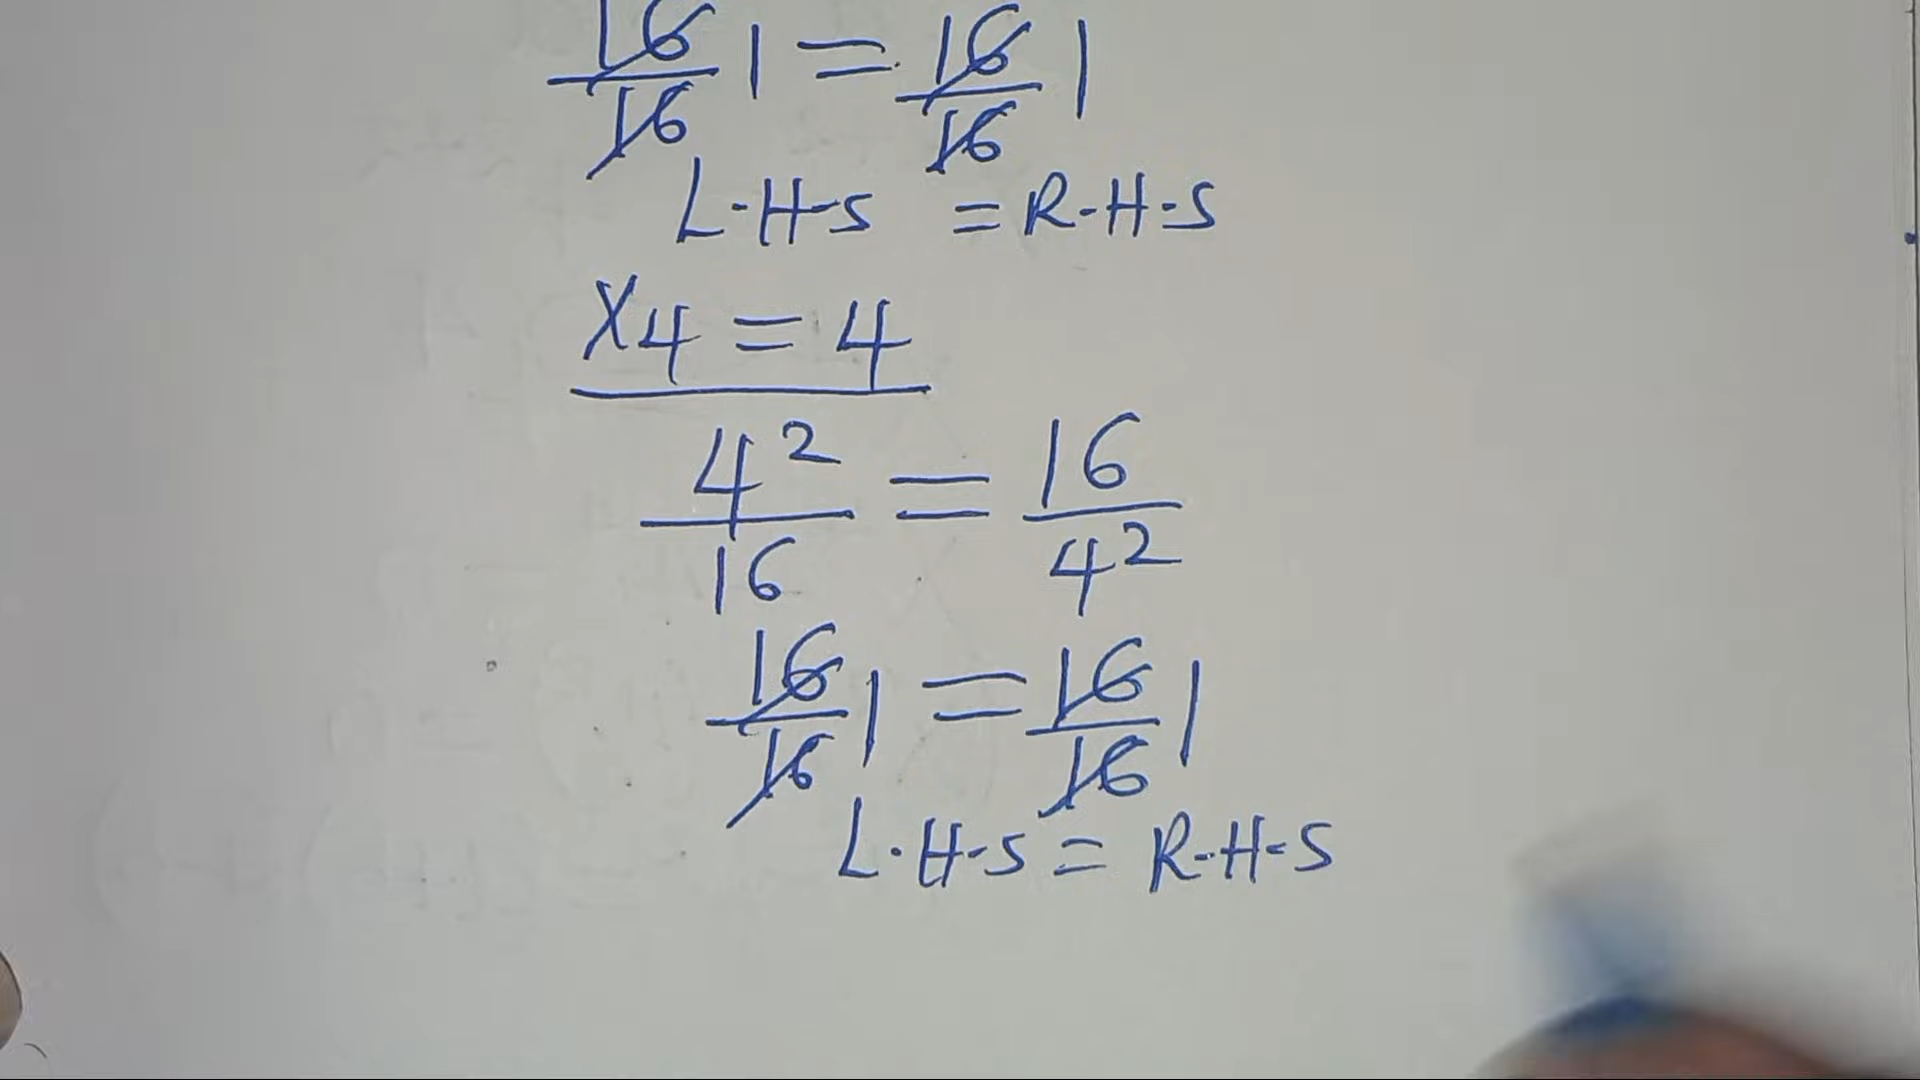 16/16 1 = 16/16 1
L.H.S = R.H.S
X4 = 4
4²/16 = 16/4²
16/16 1 = 16/16 1
L.H.S = R.H.S